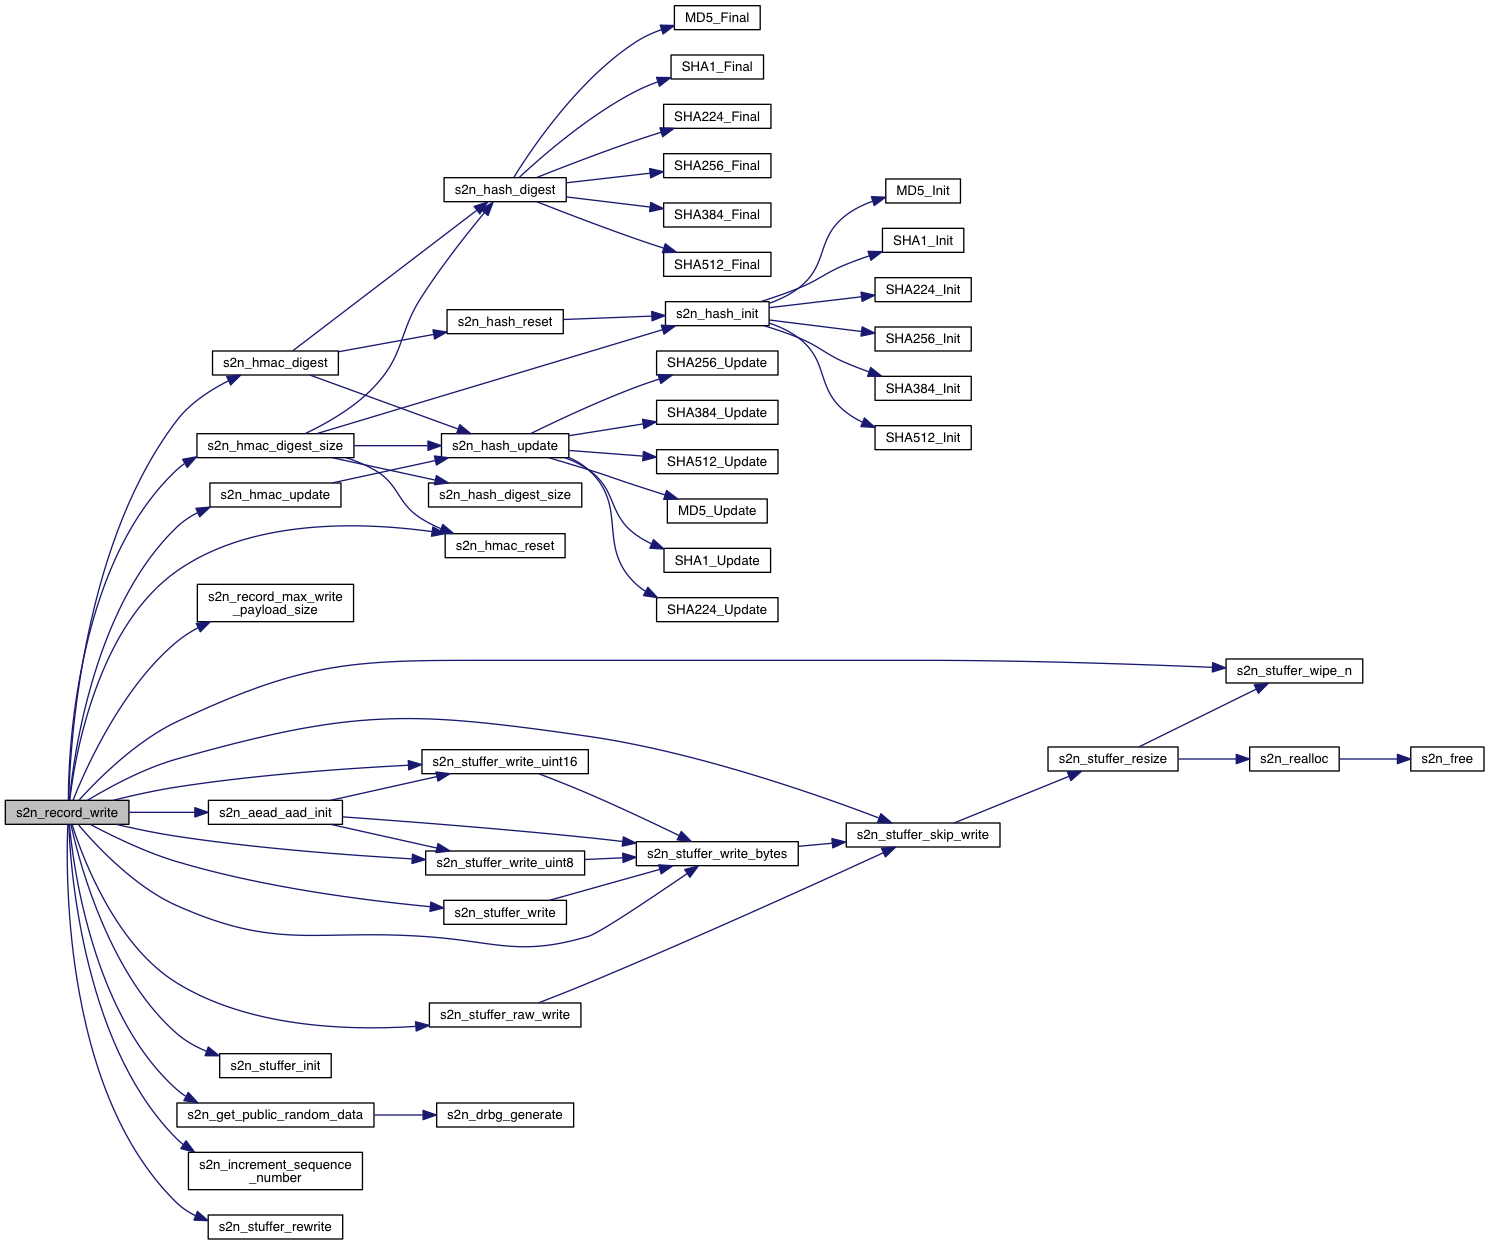 MD5_Final
SHA1_Final
SHA224_Final
SHA256_Final
s2n_hash_digest
MD5_Init
SHA384_Final
SHA1_Init
SHA512_Final
SHA224_Init
s2n_hash_init
s2n_hash_reset
SHA256_Init
s2n_hmac_digest
SHA256_Update
SHA384_Init
SHA384_Update
SHA512_Init
s2n_hmac_digest_size
s2n_hash_update
SHA512_Update
s2n_hmac_update
s2n_hash_digest_size
MD5_Update
s2n_hmac_reset
SHA1_Update
s2n_record_max_write
_payload_size
SHA224_Update
s2n_stuffer_wipe_n
s2n_stuffer_write_uint16
s2n_stuffer_resize
s2n_realloc
s2n_free
s2n_record_write
s2n_aead_aad_init
s2n_stuffer_skip_write
s2n_stuffer_write_bytes
s2n_stuffer_write_uint8
s2n_stuffer_write
s2n_stuffer_raw_write
s2n_stuffer_init
s2n_get_public_random_data
s2n_drbg_generate
s2n_increment_sequence
_number
s2n_stuffer_rewrite